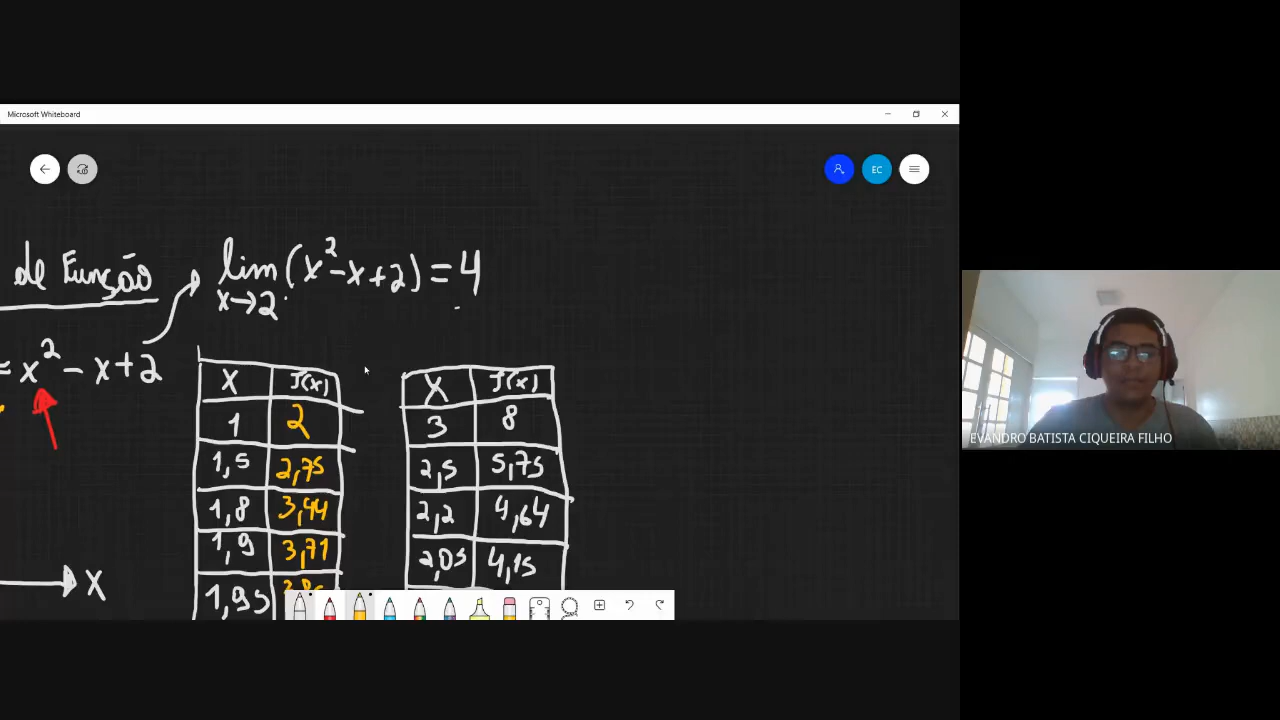 Microsoft Whiteboard
EC
de Função
lim (x²-x+2) = 4
x→2
= x² - x+2
X f(x)
1 2
1,5 2,75
1,8 3,44
1,9 3,71
1,95
X f(x)
3 8
2,5 5,75
2,2 4,64
2,05 4,15
X
EVANDRO BATISTA CIQUEIRA FILHO